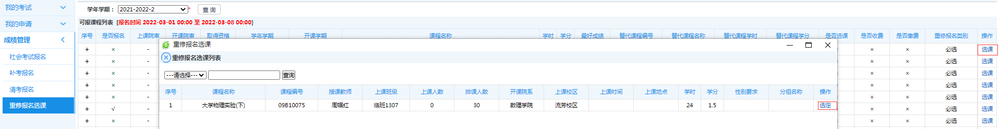 我的考试
我的申请
成绩管理
社会考试报名
补考报名
清考报名
重修报名选课
学年学期： 2021-2022-2 * 查 询
可报课程列表 [报名时间 2022-03-01 00:00 至 2022-03-08 00:00]
序号 是否报名 上课院审 开课院审 取得资格 学年学期 开课学期 课程名称 学时 学分 最好成绩 替代课程编号 替代课程名称 替代课程学时 替代课程学分 是否选课 是否收费 是否缴费 重修报名类别 操作
+ × - × × 必选 选课
+ × - × × 必选 选课
+ × - × × 必选 选课
+ × - × × 必选 选课
+ × - × × 必选 选课
+ √ - × × 必选 选课
+ × - × × 必选 选课
重修报名选课
重修报名选课列表
---请选择--- 查询
序号 课程名称 课程编号 授课教师 上课班级 上课人数 排课人数 开课院系 上课校区 上课时间 上课地点 学时 学分 性别要求 分组名称 操作
1 大学物理实验(下) 09B10075 临班1307 0 30 数理学院 流芳校区 24 1.5 选定